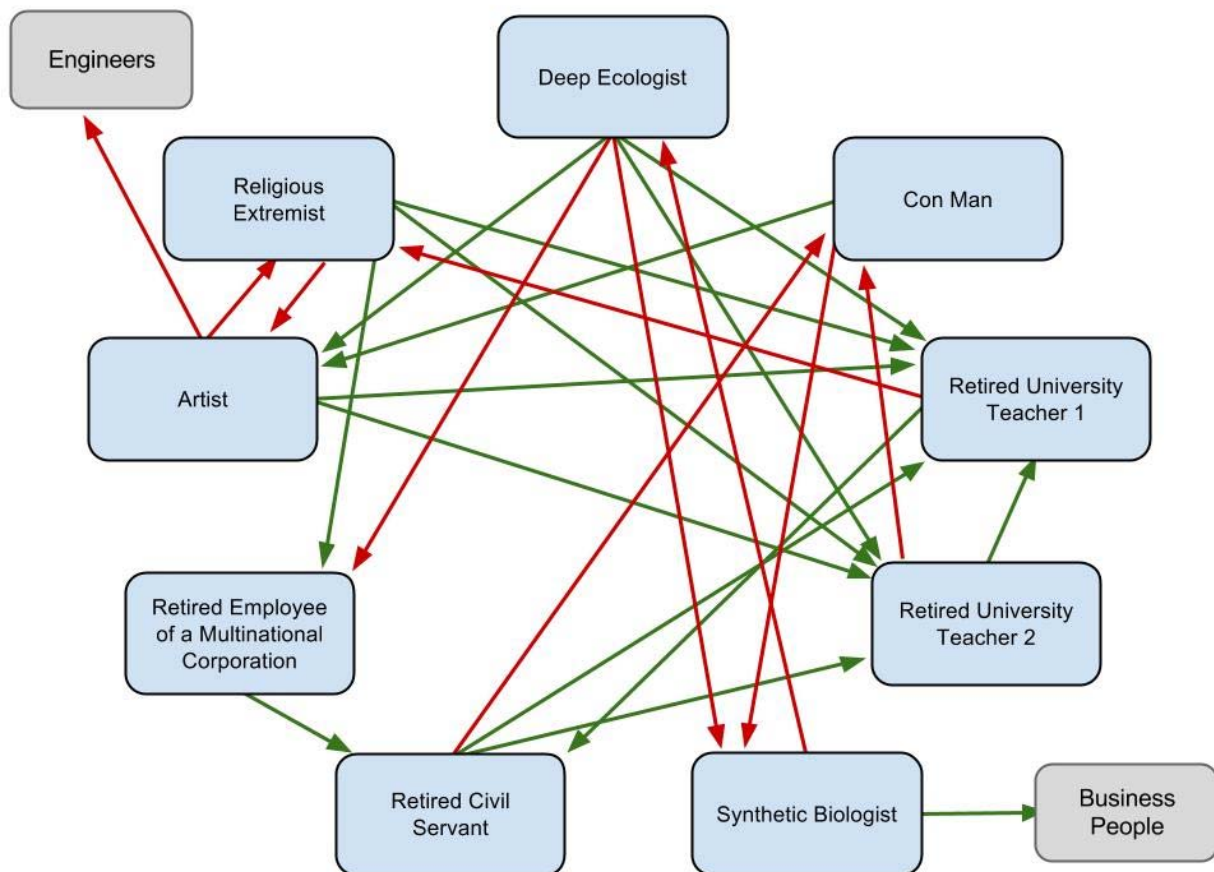 Engineers
Deep Ecologist
Religious
Extremist
Con Man
Artist
Retired University
Teacher 1
Retired Employee
of a Multinational
Corporation
Retired University
Teacher 2
Retired Civil
Servant
Synthetic Biologist
Business
People